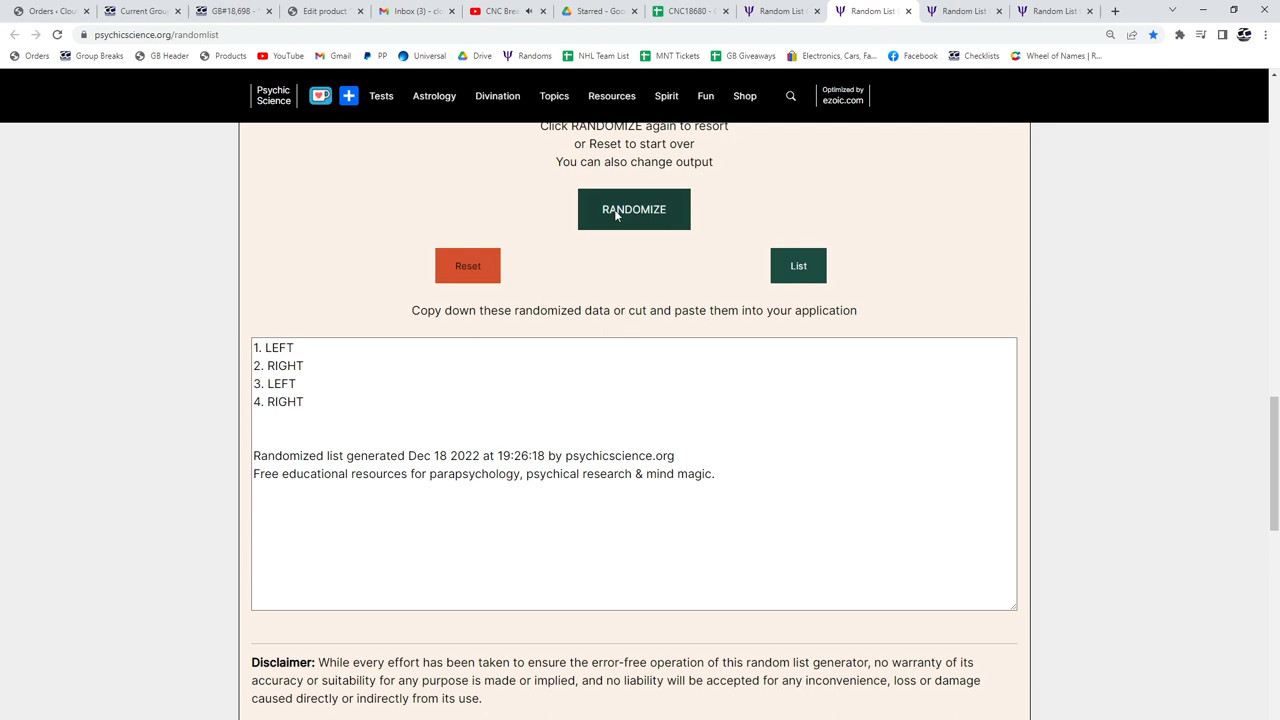 Orders ‹ Clou
Current Grou
GB#18,698 -
Edit product "
Inbox (3) - clo
CNC Break
Starred - Goo
CNC18680 - G
Random List G
Random List G
Random List
Random List
psychicscience.org/randomlist
Orders
Group Breaks
GB Header
Products
YouTube
Gmail
PP
Universal
Drive
Randoms
NHL Team List
MNT Tickets
GB Giveaways
Electronics, Cars, Fa...
Facebook
Checklists
Wheel of Names | R...
Psychic
Science
Tests
Astrology
Divination
Topics
Resources
Spirit
Fun
Shop
Optimized by
ezoic.com
Click RANDOMIZE again to resort
or Reset to start over
You can also change output
RANDOMIZE
Reset
List
Copy down these randomized data or cut and paste them into your application
1. LEFT
2. RIGHT
3. LEFT
4. RIGHT
Randomized list generated Dec 18 2022 at 19:26:18 by psychicscience.org
Free educational resources for parapsychology, psychical research & mind magic.
Disclaimer: While every effort has been taken to ensure the error-free operation of this random list generator, no warranty of its
accuracy or suitability for any purpose is made or implied, and no liability will be accepted for any inconvenience, loss or damage
caused directly or indirectly from its use.